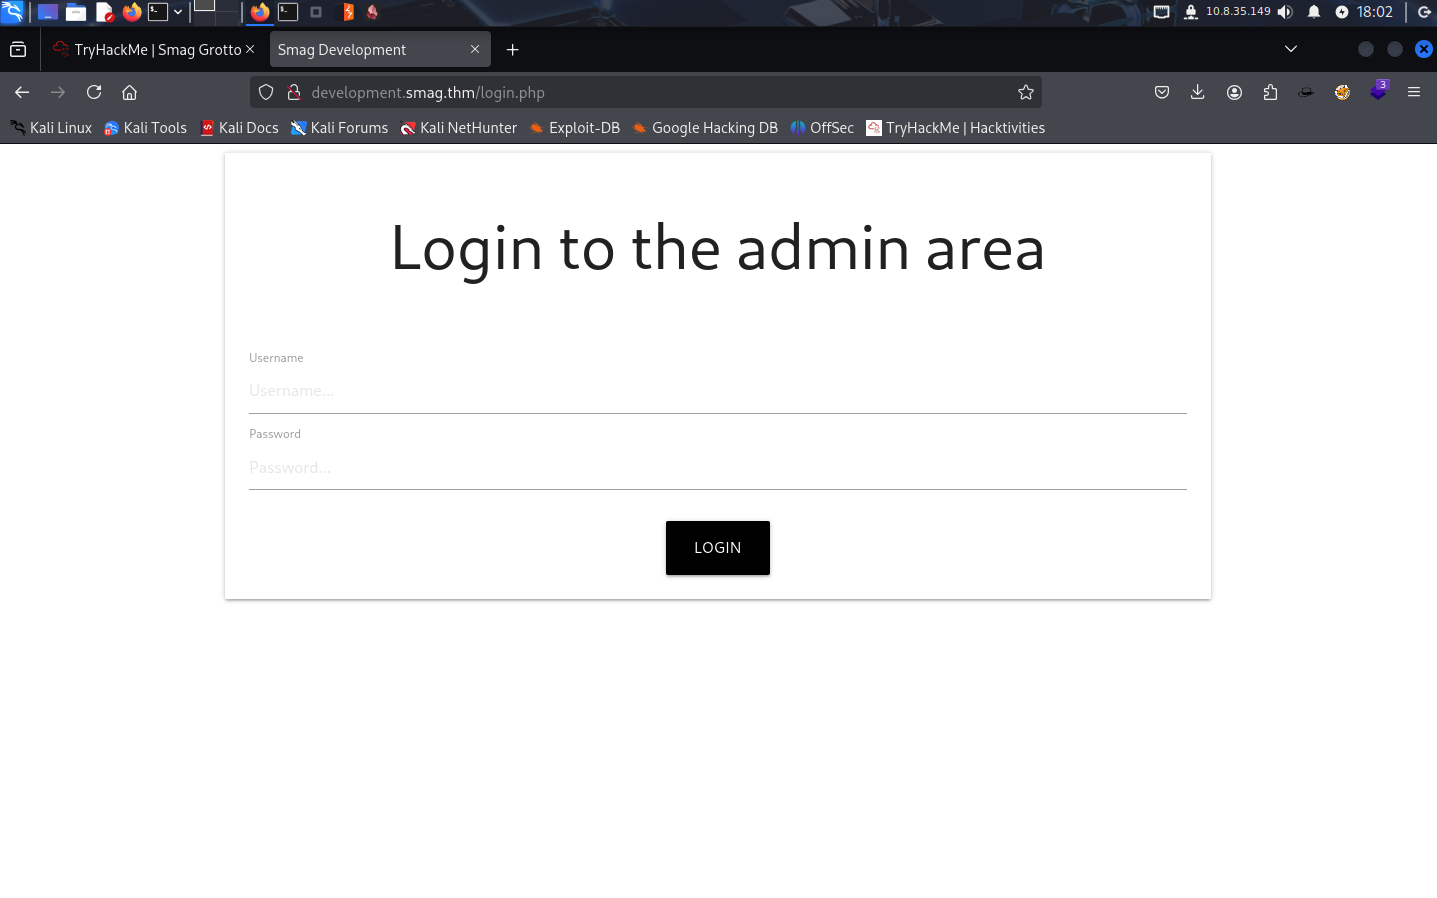 10.8.35.149 18:02
TryHackMe | Smag Grotto Smag Development
development.smag.thm/login.php 3
Kali Linux Kali Tools Kali Docs Kali Forums Kali NetHunter Exploit-DB Google Hacking DB OffSec TryHackMe | Hacktivities
Login to the admin area
Username
Username...
Password
Password...
LOGIN